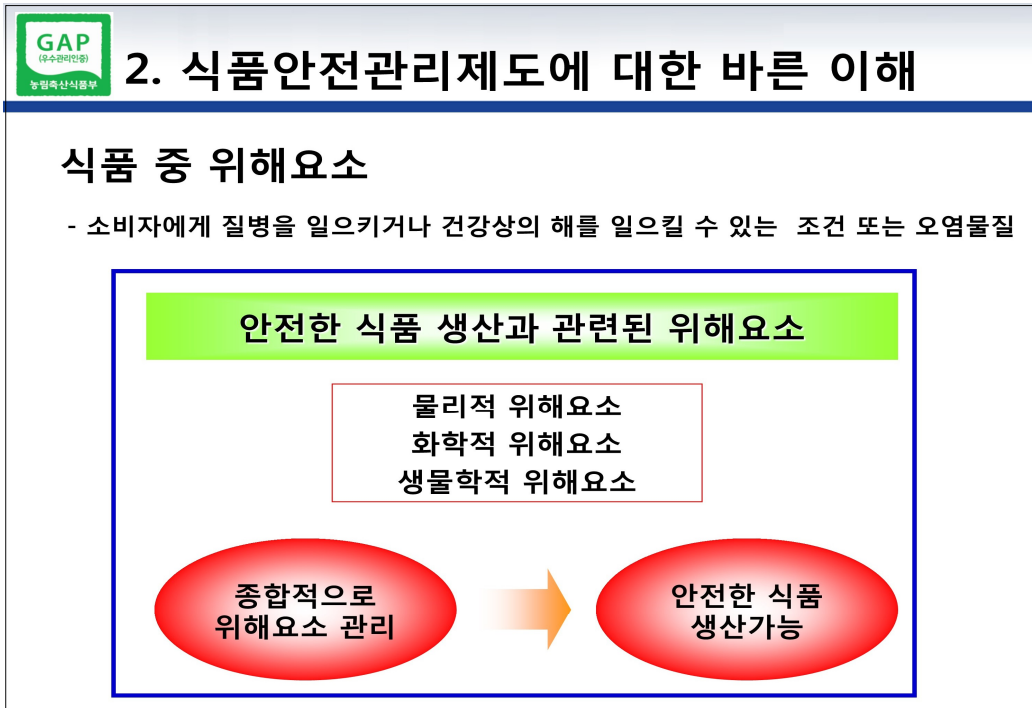 GAP
(우수관리인증)
농림축산식품부
2. 식품안전관리제도에 대한 바른 이해
식품 중 위해요소
- 소비자에게 질병을 일으키거나 건강상의 해를 일으킬 수 있는 조건 또는 오염물질
안전한 식품 생산과 관련된 위해요소
물리적 위해요소
화학적 위해요소
생물학적 위해요소
종합적으로
위해요소 관리
안전한 식품
생산가능